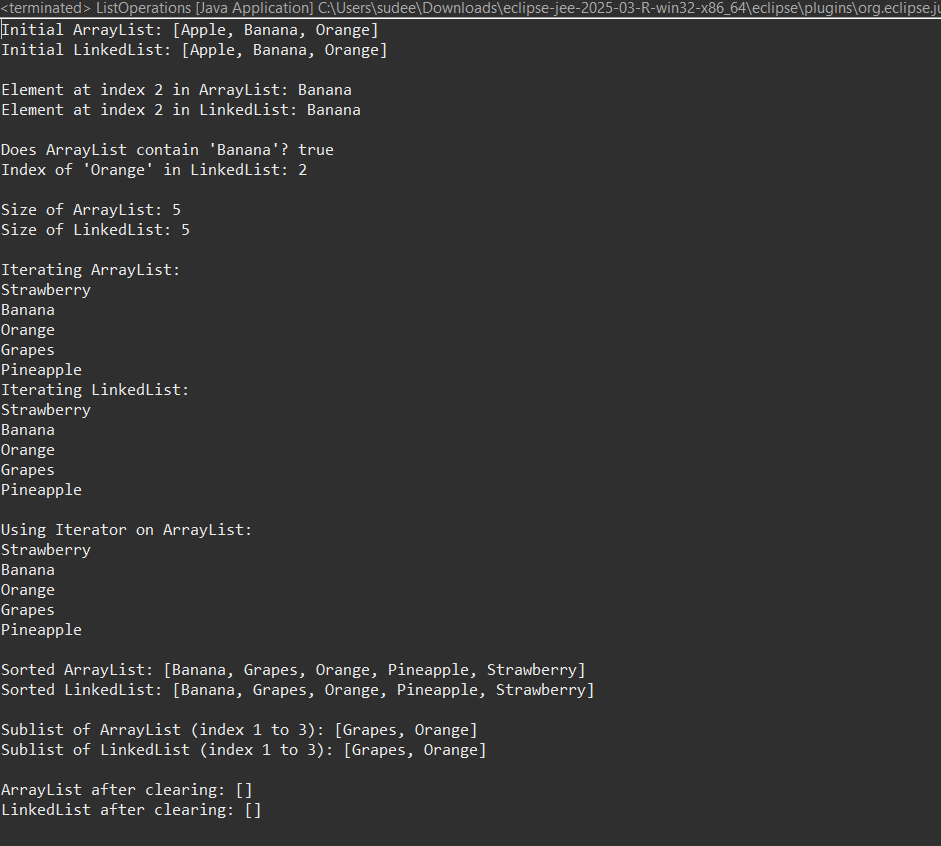 <terminated> ListOperations [Java Application] C:\Users\sudee\Downloads\eclipse-jee-2025-03-R-win32-x86_64\eclipse\plugins\org.eclipse.ju
Initial ArrayList: [Apple, Banana, Orange]
Initial LinkedList: [Apple, Banana, Orange]

Element at index 2 in ArrayList: Banana
Element at index 2 in LinkedList: Banana

Does ArrayList contain 'Banana'? true
Index of 'Orange' in LinkedList: 2

Size of ArrayList: 5
Size of LinkedList: 5

Iterating ArrayList:
Strawberry
Banana
Orange
Grapes
Pineapple
Iterating LinkedList:
Strawberry
Banana
Orange
Grapes
Pineapple

Using Iterator on ArrayList:
Strawberry
Banana
Orange
Grapes
Pineapple

Sorted ArrayList: [Banana, Grapes, Orange, Pineapple, Strawberry]
Sorted LinkedList: [Banana, Grapes, Orange, Pineapple, Strawberry]

Sublist of ArrayList (index 1 to 3): [Grapes, Orange]
Sublist of LinkedList (index 1 to 3): [Grapes, Orange]

ArrayList after clearing: []
LinkedList after clearing: []